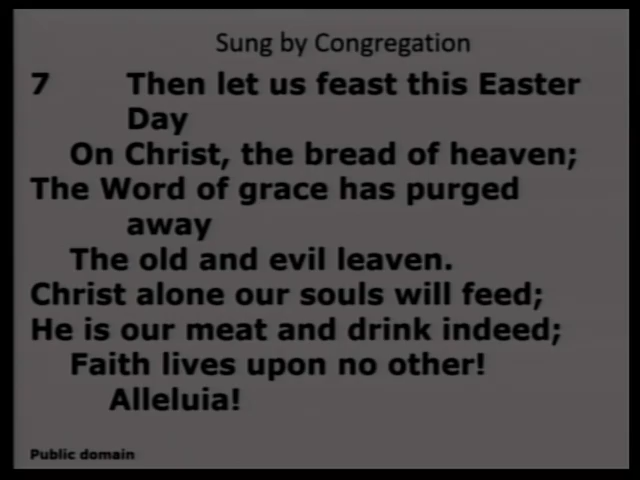 Sung by Congregation
7 Then let us feast this Easter
Day
On Christ, the bread of heaven;
The Word of grace has purged
away
The old and evil leaven.
Christ alone our souls will feed;
He is our meat and drink indeed;
Faith lives upon no other!
Alleluia!
Public domain